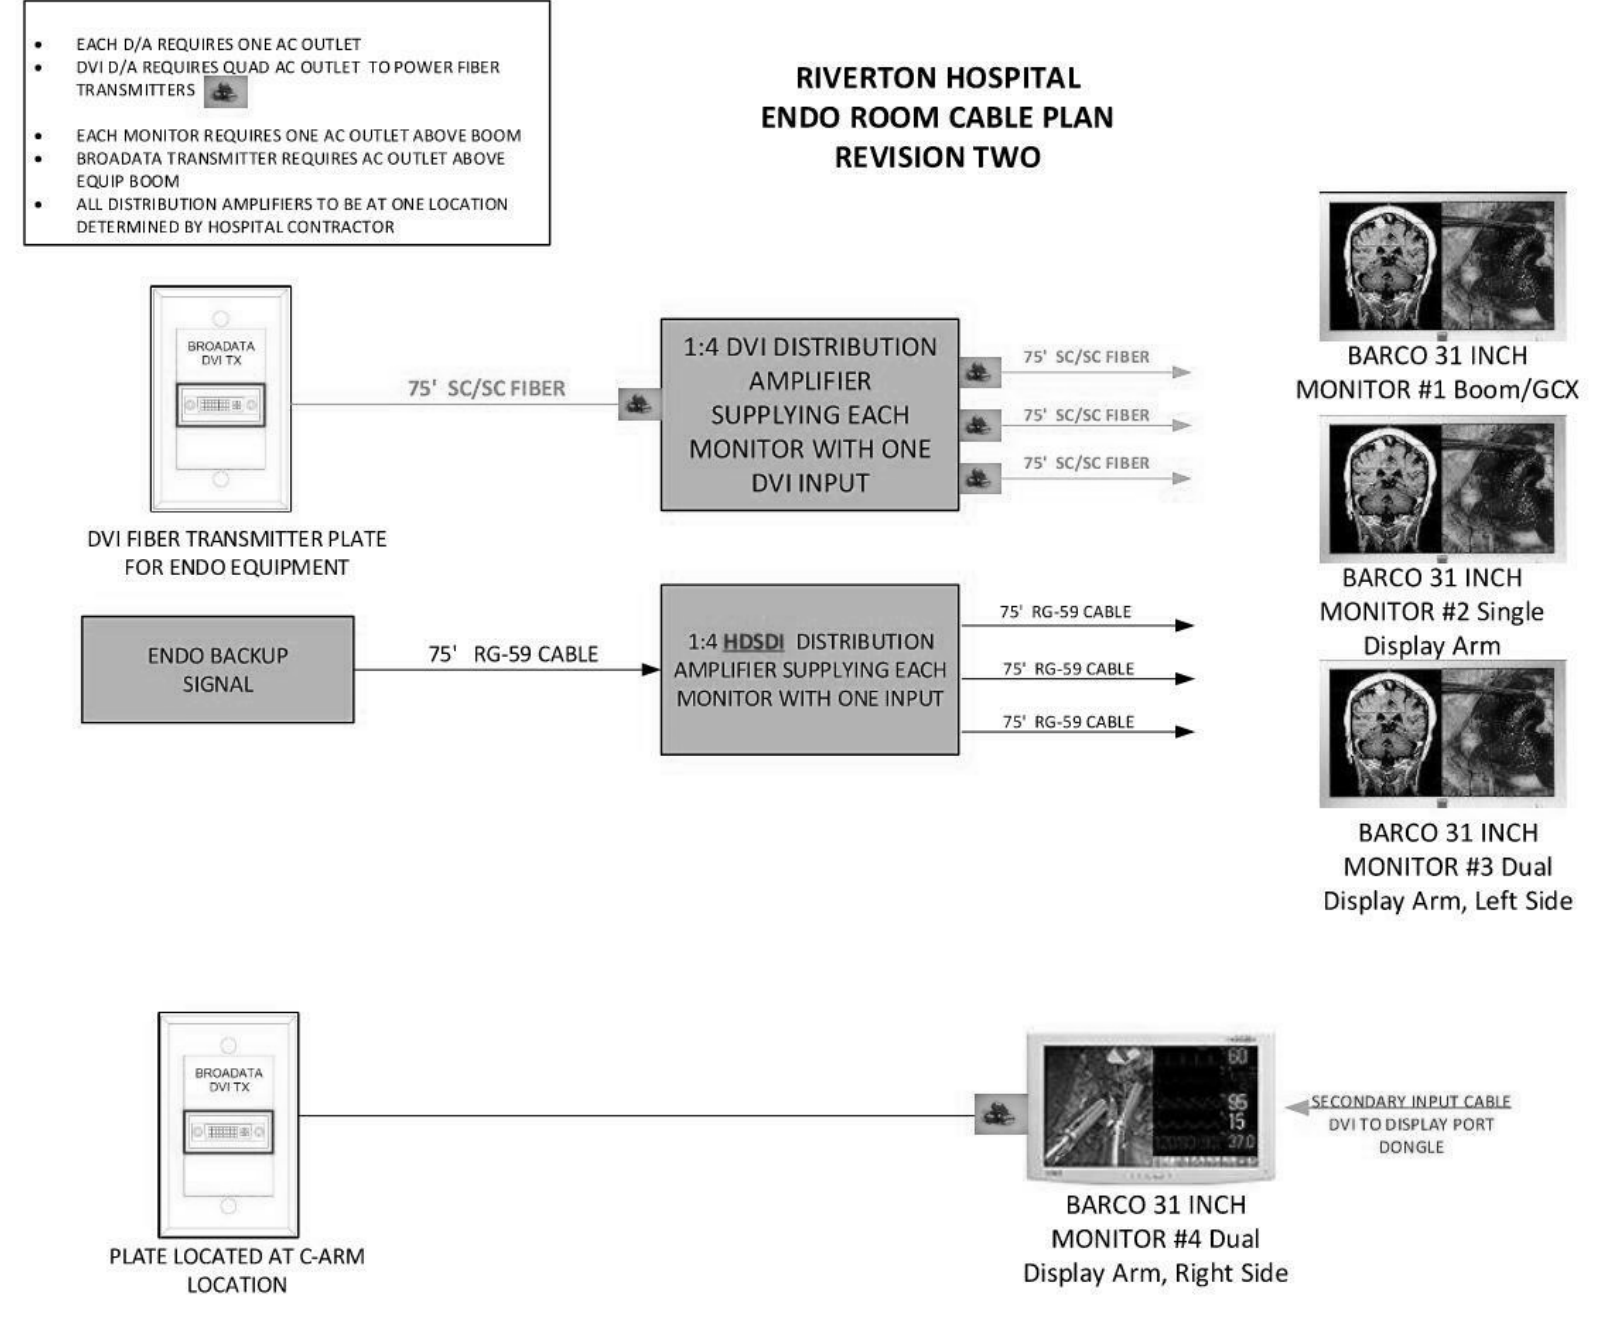 • EACH D/A REQUIRES ONE AC OUTLET
• DVI D/A REQUIRES QUAD AC OUTLET TO POWER FIBER
TRANSMITTERS
• EACH MONITOR REQUIRES ONE AC OUTLET ABOVE BOOM
• BROADATA TRANSMITTER REQUIRES AC OUTLET ABOVE
EQUIP BOOM
• ALL DISTRIBUTION AMPLIFIERS TO BE AT ONE LOCATION
DETERMINED BY HOSPITAL CONTRACTOR
RIVERTON HOSPITAL
ENDO ROOM CABLE PLAN
REVISION TWO
BROADATA
DVI TX
DVI FIBER TRANSMITTER PLATE
FOR ENDO EQUIPMENT
75' SC/SC FIBER
1:4 DVI DISTRIBUTION
AMPLIFIER
SUPPLYING EACH
MONITOR WITH ONE
DVI INPUT
75' SC/SC FIBER
75' SC/SC FIBER
75' SC/SC FIBER
BARCO 31 INCH
MONITOR #1 Boom/GCX
BARCO 31 INCH
MONITOR #2 Single
Display Arm
BARCO 31 INCH
MONITOR #3 Dual
Display Arm, Left Side
ENDO BACKUP
SIGNAL
75' RG-59 CABLE
1:4 HDSDI DISTRIBUTION
AMPLIFIER SUPPLYING EACH
MONITOR WITH ONE INPUT
75' RG-59 CABLE
75' RG-59 CABLE
75' RG-59 CABLE
BROADATA
DVI TX
PLATE LOCATED AT C-ARM
LOCATION
60
95
15
37.0
BARCO 31 INCH
MONITOR #4 Dual
Display Arm, Right Side
SECONDARY INPUT CABLE
DVI TO DISPLAY PORT
DONGLE